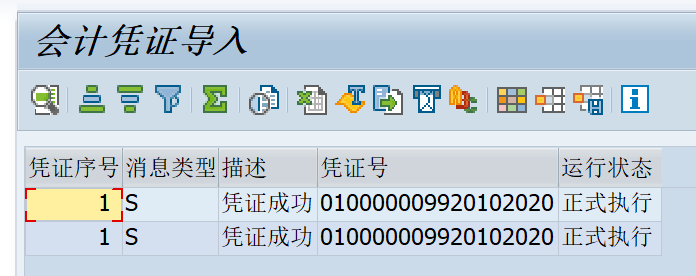 会计凭证导入
凭证序号 消息类型 描述 凭证号 运行状态
1 S 凭证成功 010000009920102020 正式执行
1 S 凭证成功 010000009920102020 正式执行